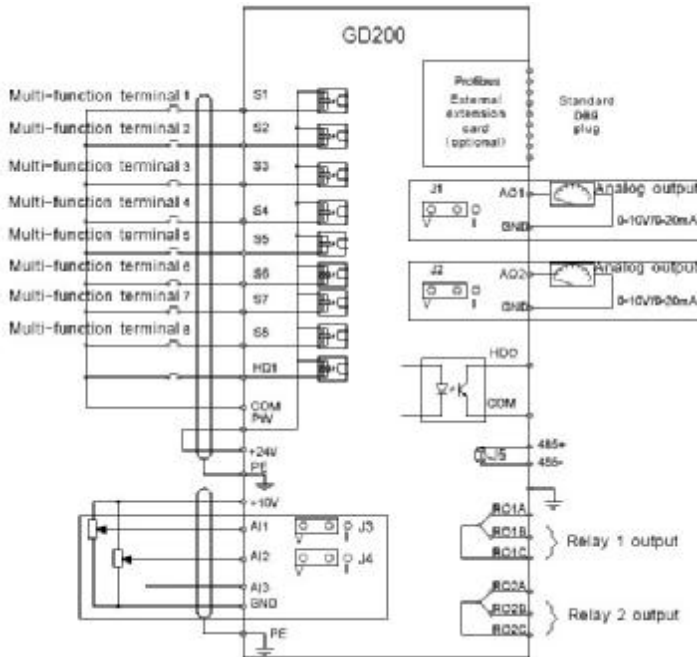 GD200
Multi-function terminal 1
S1
Multi-function terminal 2
S2
Multi-function terminal 3
S3
Multi-function terminal 4
S4
Multi-function terminal 5
S5
Multi-function terminal 6
S6
Multi-function terminal 7
S7
Multi-function terminal 8
S8
HDI
COM
PW
+24V
PE
+10V
AI1
J3
V
I
AI2
J4
V
I
AI3
GND
PE
Profibus
External
extension
card
(optional)
Standard
DB9
plug
J1
V
I
AO1
Analog output
GND
0-10V/0-20mA
J2
V
I
AO2
Analog output
GND
0-10V/0-20mA
HDO
COM
J5
485+
485-
RO1A
RO1B
RO1C
Relay 1 output
RO2A
RO2B
RO2C
Relay 2 output